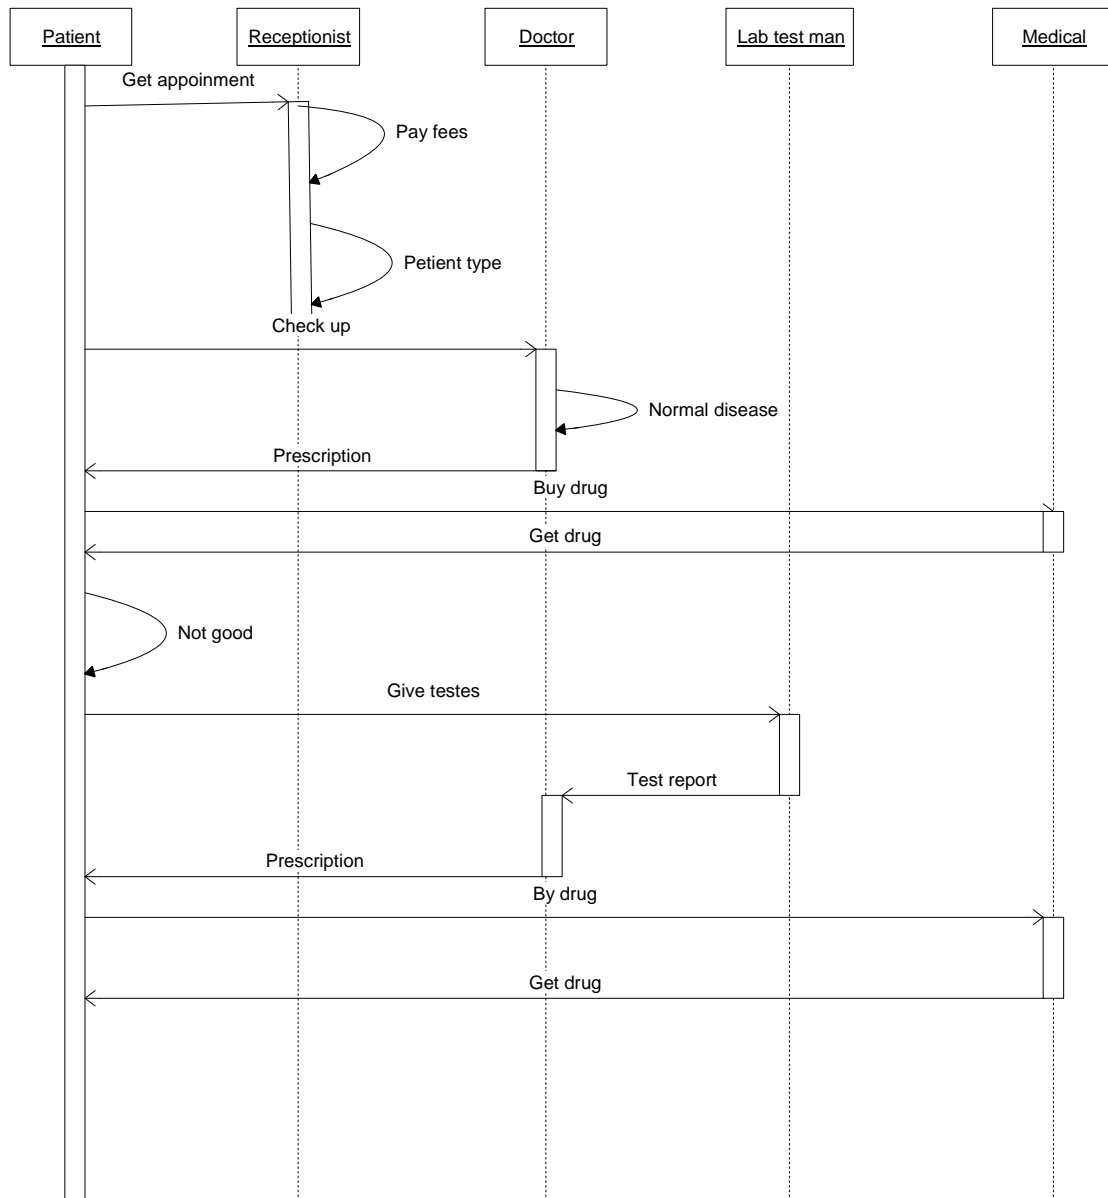 Patient
Receptionist
Doctor
Lab test man
Medical
Get appoinment
Pay fees
Petient type
Check up
Normal disease
Prescription
Buy drug
Get drug
Not good
Give testes
Test report
Prescription
By drug
Get drug